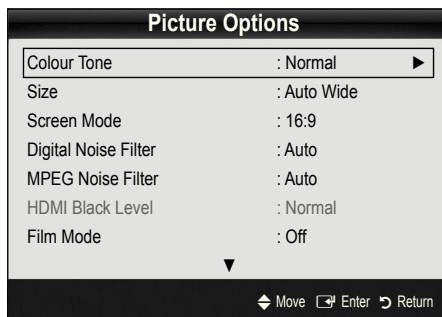 Picture Options
Colour Tone : Normal ►
Size : Auto Wide
Screen Mode : 16:9
Digital Noise Filter : Auto
MPEG Noise Filter : Auto
HDMI Black Level : Normal
Film Mode : Off
▼
Move Enter Return